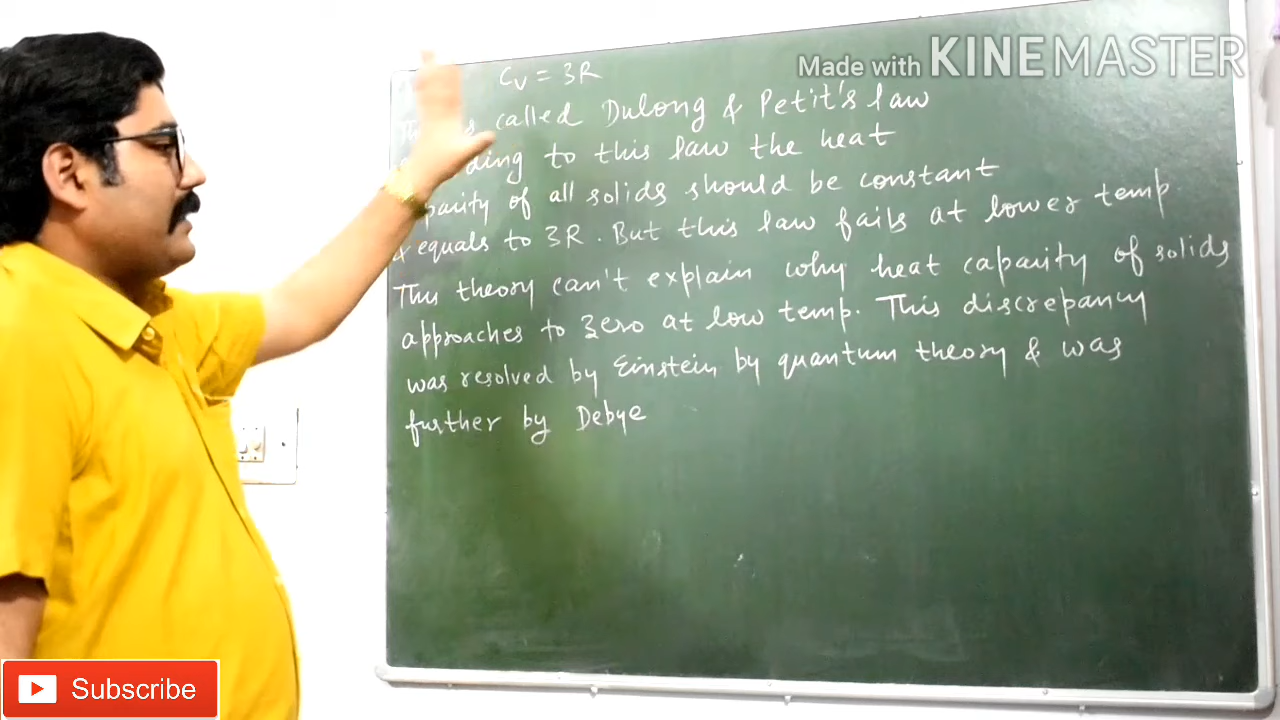 Made with KINEMASTER
Cv = 3R
called Dulong & Petit's law
to this law the heat
of all solids should be constant
& equals to 3R. But this law fails at lower temp.
This theory can't explain why heat capacity of solids
approaches to zero at low temp. This discrepancy
was resolved by Einstein by quantum theory & was
further by Debye
Subscribe